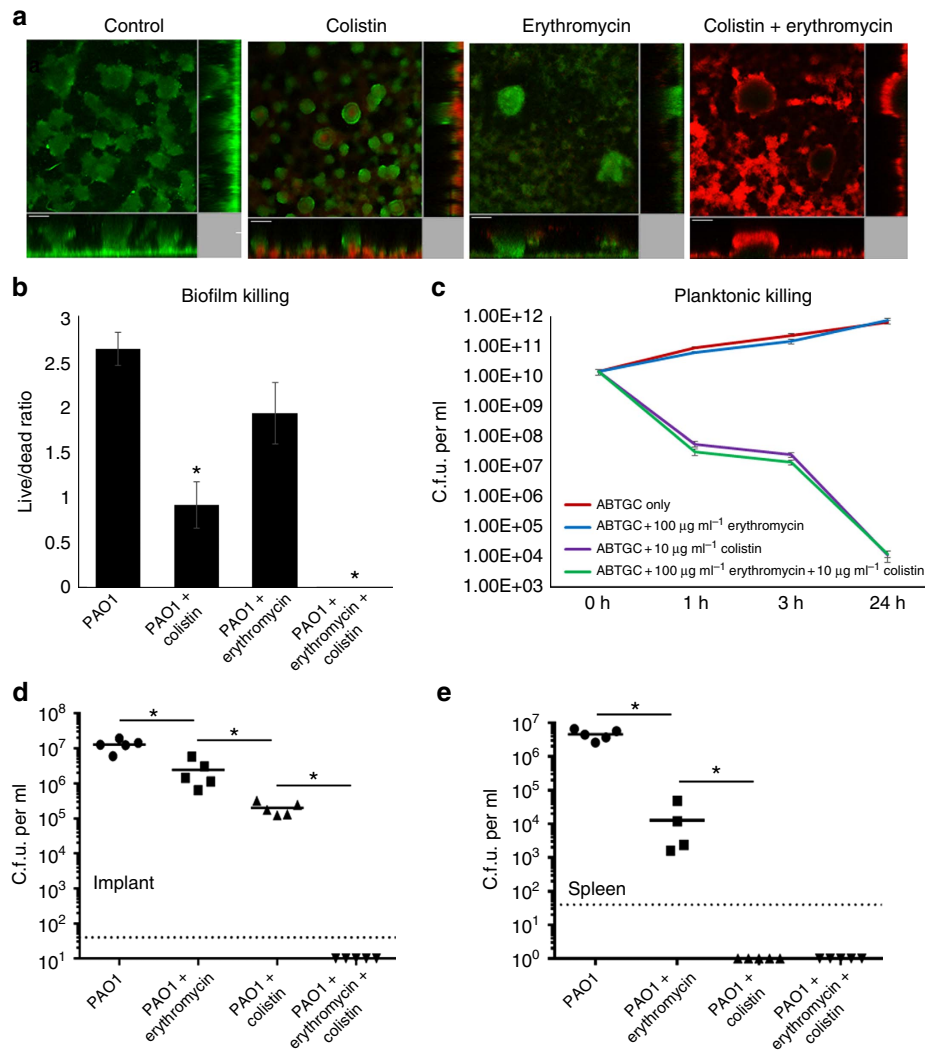 a
Control
Colistin
Erythromycin
Colistin + erythromycin
a
b
Biofilm killing
Live/dead ratio
3
2.5
2
1.5
1
0.5
0
*
*
PAO1
PAO1 +
colistin
PAO1 +
erythromycin
PAO1 +
erythromycin +
colistin
c
Planktonic killing
C.f.u. per ml
1.00E+12
1.00E+11
1.00E+10
1.00E+09
1.00E+08
1.00E+07
1.00E+06
1.00E+05
1.00E+04
1.00E+03
ABTGC only
ABTGC + 100 µg ml⁻¹ erythromycin
ABTGC + 10 µg ml⁻¹ colistin
ABTGC + 100 µg ml⁻¹ erythromycin + 10 µg ml⁻¹ colistin
0 h
1 h
3 h
24 h
d
C.f.u. per ml
10⁸
10⁷
10⁶
10⁵
10⁴
10³
10²
10¹
*
*
*
Implant
PAO1
PAO1 +
erythromycin
PAO1 +
colistin
PAO1 +
erythromycin +
colistin
e
C.f.u. per ml
10⁷
10⁶
10⁵
10⁴
10³
10²
10¹
10⁰
*
*
Spleen
PAO1
PAO1 +
erythromycin
PAO1 +
colistin
PAO1 +
erythromycin +
colistin